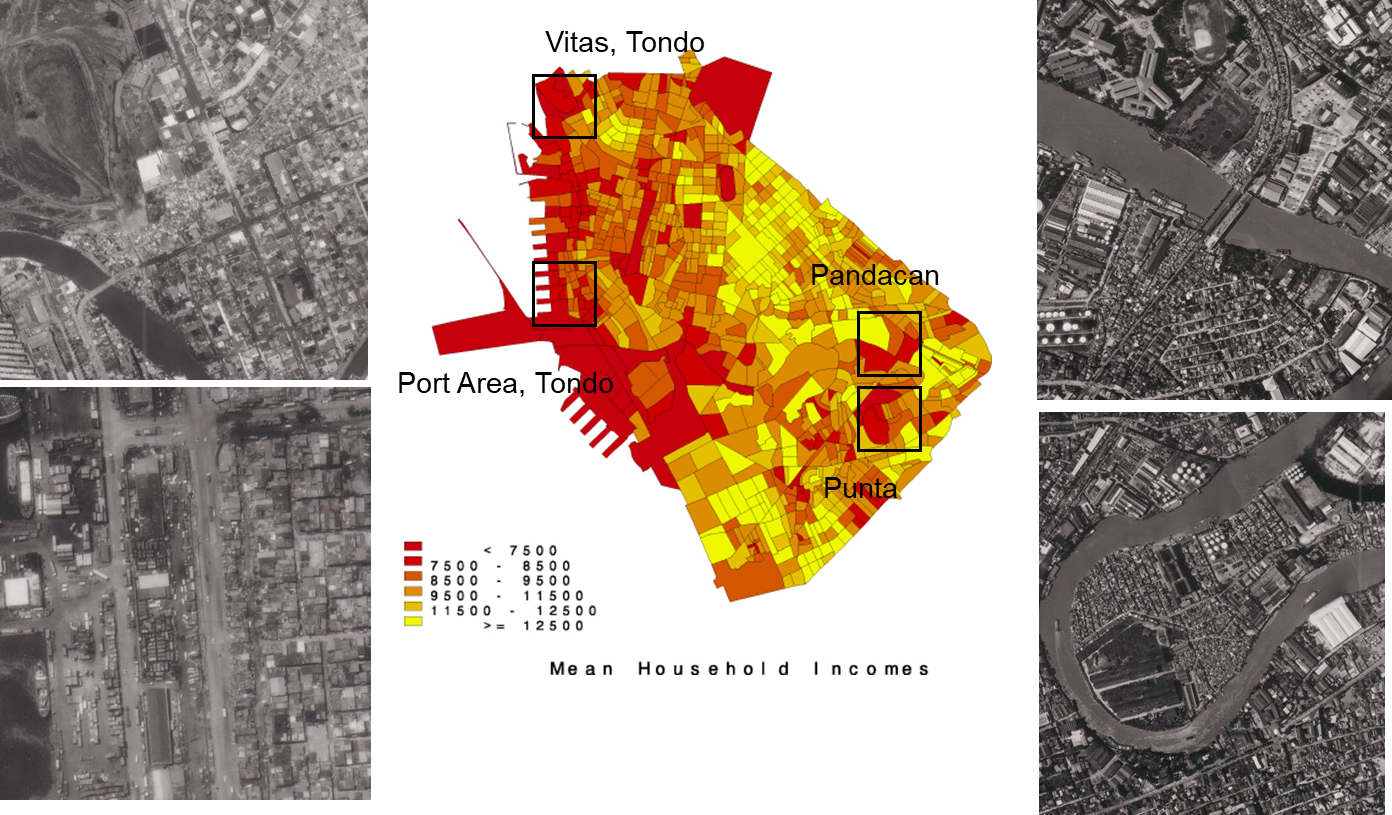 Vitas, Tondo
Pandacan
Port Area, Tondo
Punta
< 7500
7500 - 8500
8500 - 9500
9500 - 11500
11500 - 12500
>= 12500
Mean Household Incomes